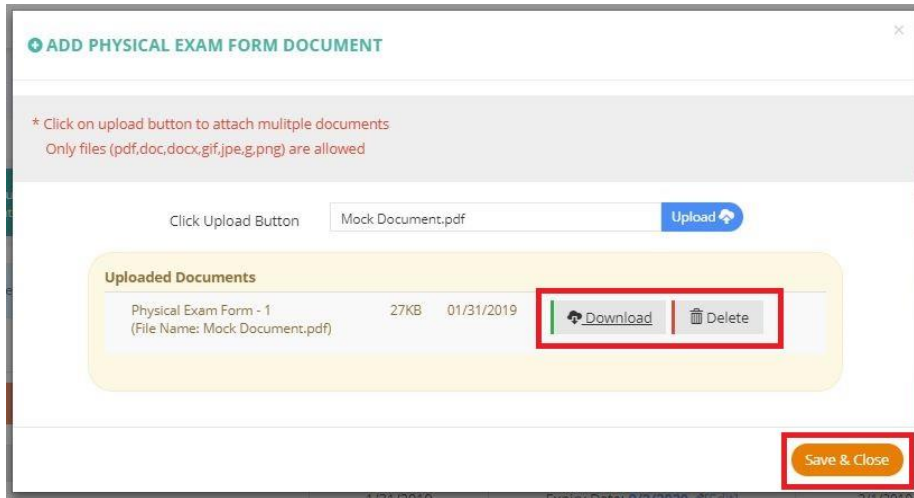 ADD PHYSICAL EXAM FORM DOCUMENT
* Click on upload button to attach mulitple documents
Only files (pdf,doc,docx,gif,jpe,g,png) are allowed
Click Upload Button Mock Document.pdf Upload
Uploaded Documents
Physical Exam Form - 1 27KB 01/31/2019 Download Delete
(File Name: Mock Document.pdf)
Save & Close